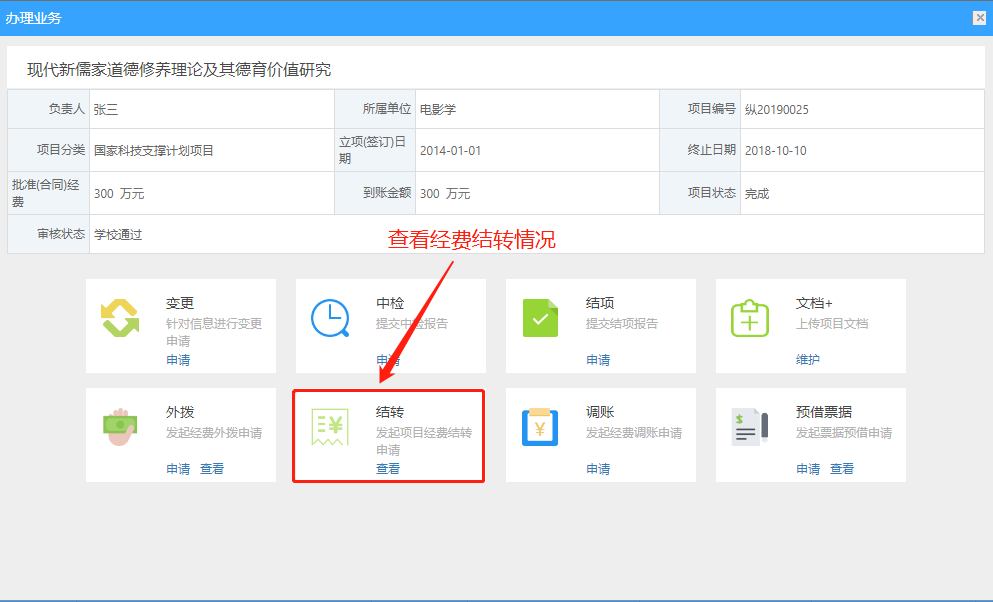 办理业务
现代新儒家道德修养理论及其德育价值研究
负责人 张三 所属单位 电影学 项目编号 纵20190025
项目分类 国家科技支撑计划项目 立项(签订)日期 2014-01-01 终止日期 2018-10-10
批准(合同)经费 300 万元 到账金额 300 万元 项目状态 完成
审核状态 学校通过
查看经费结转情况
变更
针对信息进行变更
申请
申请
中检
提交中检报告
申请
结项
提交结项报告
申请
文档+
上传项目文档
维护
外拨
发起经费外拨申请
申请 查看
结转
发起项目经费结转
申请
查看
调账
发起经费调账申请
申请
预借票据
发起票据预借申请
申请 查看